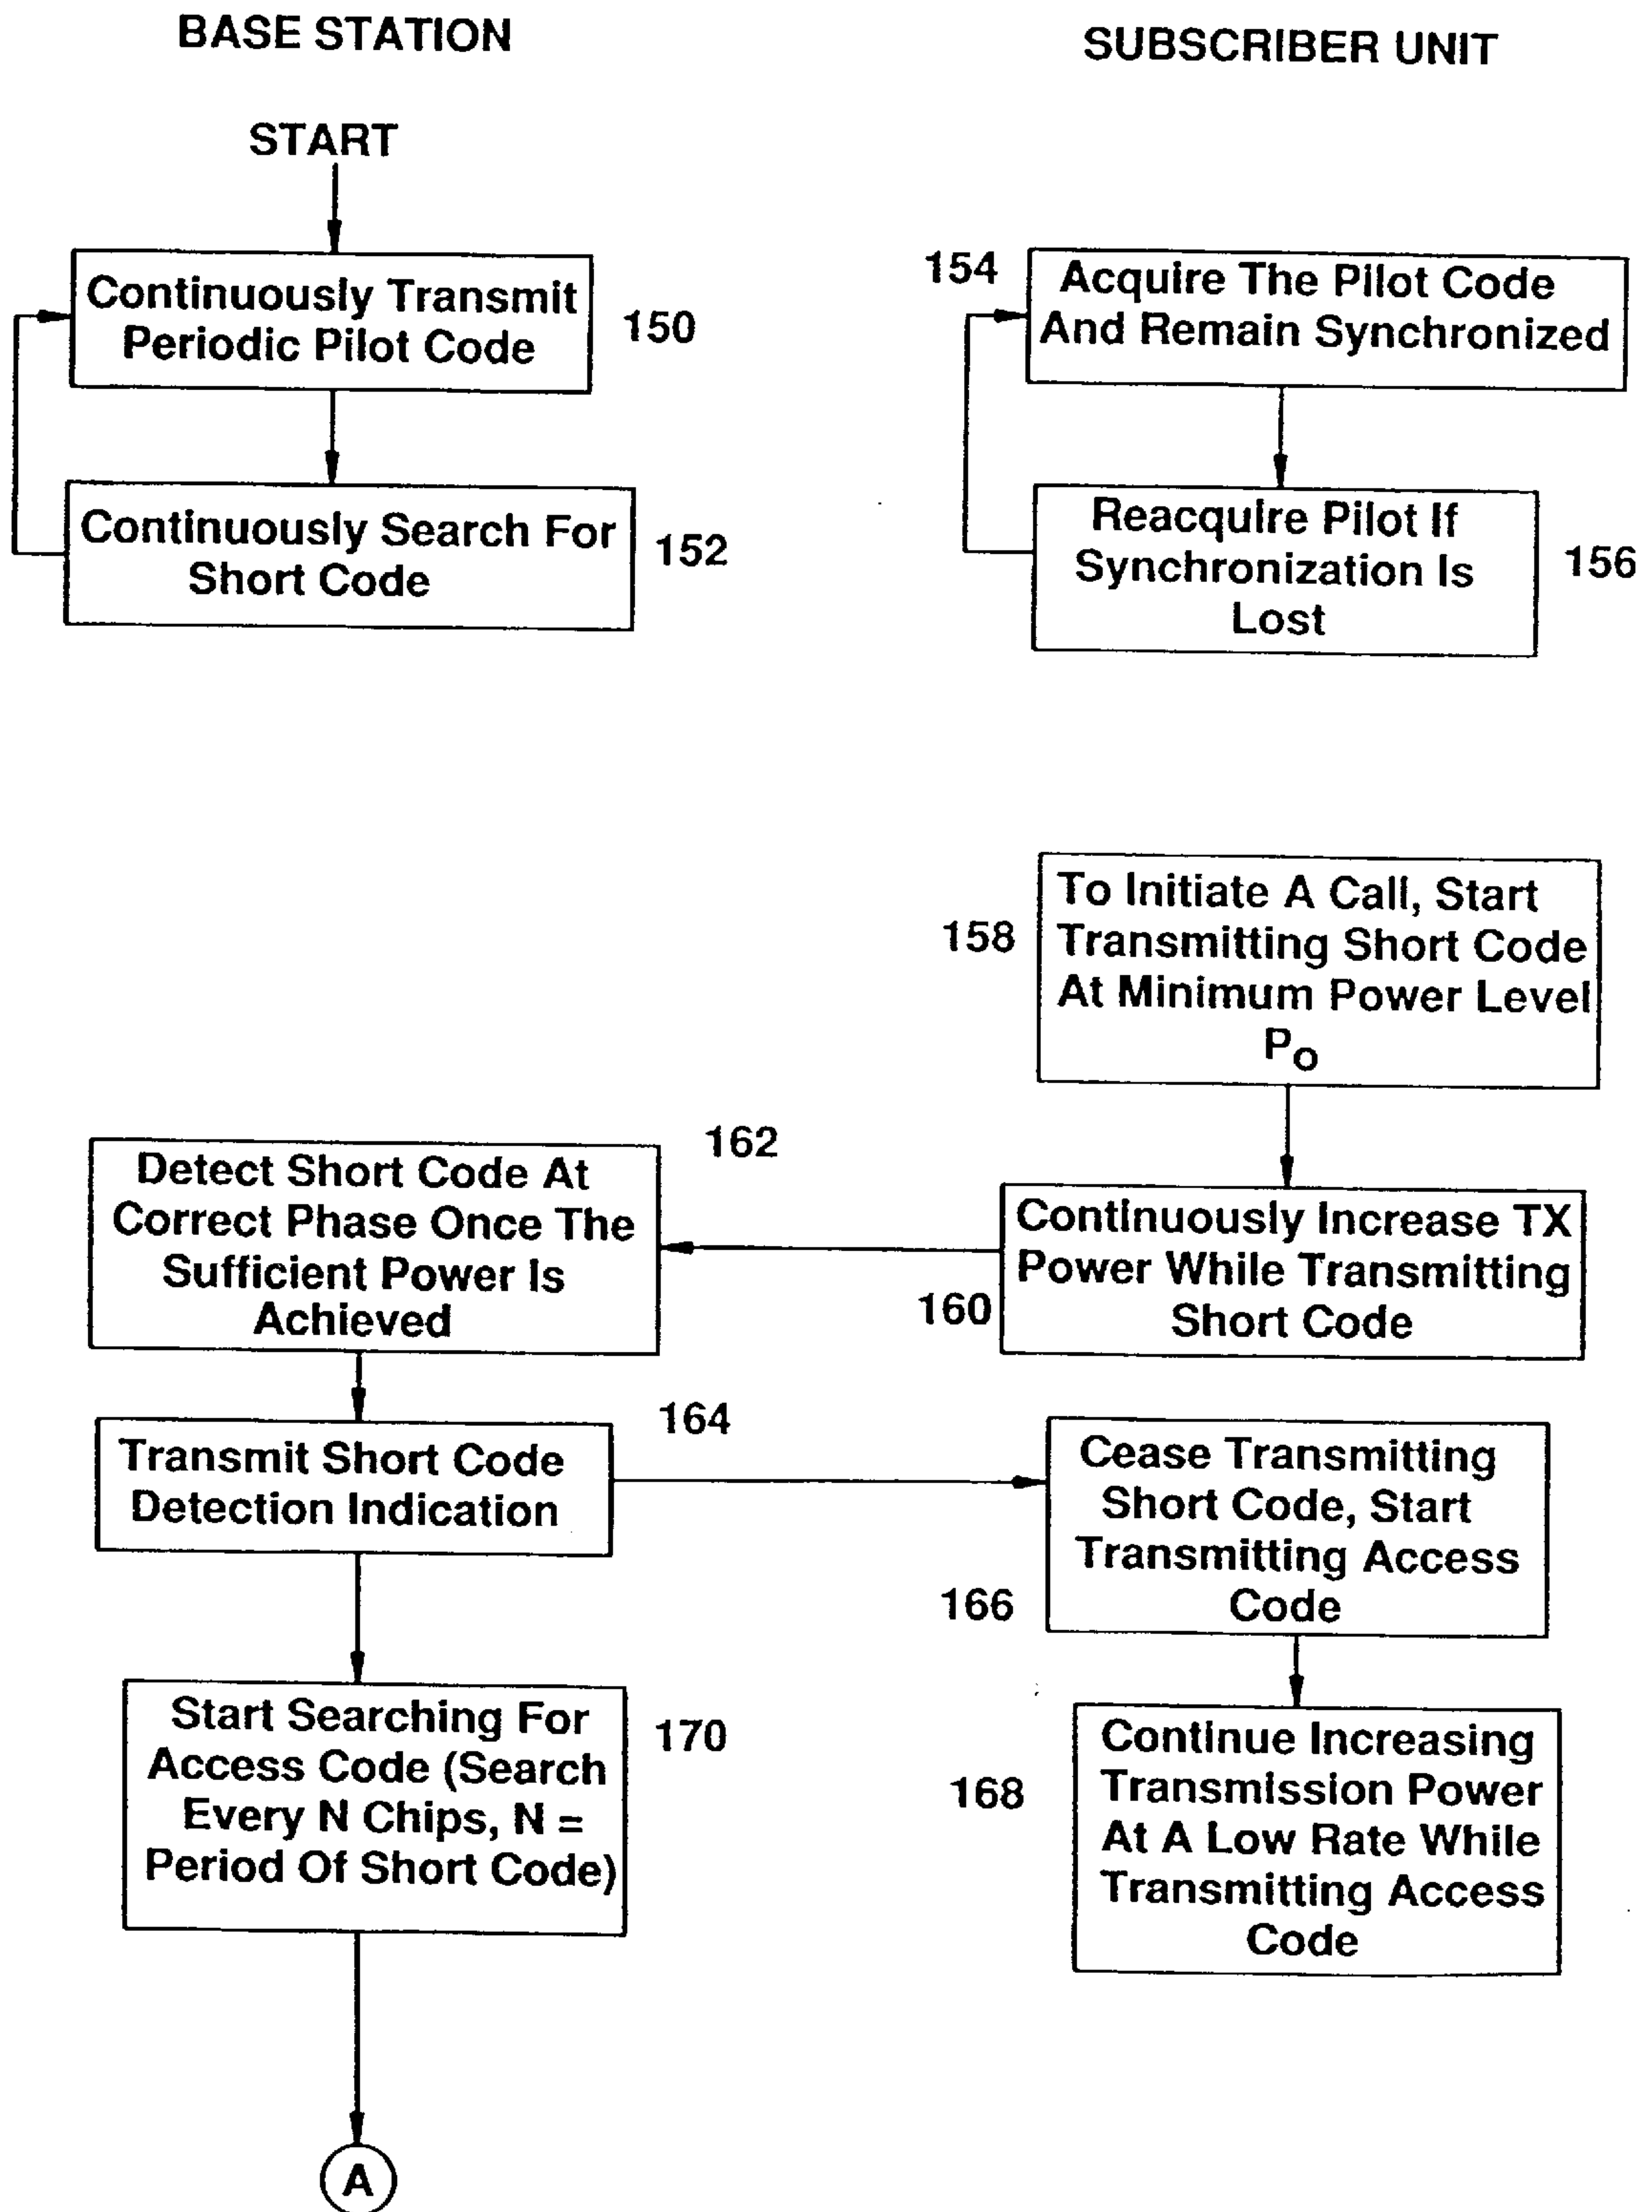 BASE STATION
SUBSCRIBER UNIT
START
Continuously Transmit
Periodic Pilot Code
150
154
Acquire The Pilot Code
And Remain Synchronized
Continuously Search For
Short Code
152
Reacquire Pilot If
Synchronization Is
Lost
156
158
To Initiate A Call, Start
Transmitting Short Code
At Minimum Power Level
PO
162
Detect Short Code At
Correct Phase Once The
Sufficient Power Is
Achieved
Continuously Increase TX
Power While Transmitting
Short Code
160
164
Transmit Short Code
Detection Indication
Cease Transmitting
Short Code, Start
Transmitting Access
Code
166
Start Searching For
Access Code (Search
Every N Chips, N =
Period Of Short Code)
170
168
Continue Increasing
Transmission Power
At A Low Rate While
Transmitting Access
Code
A